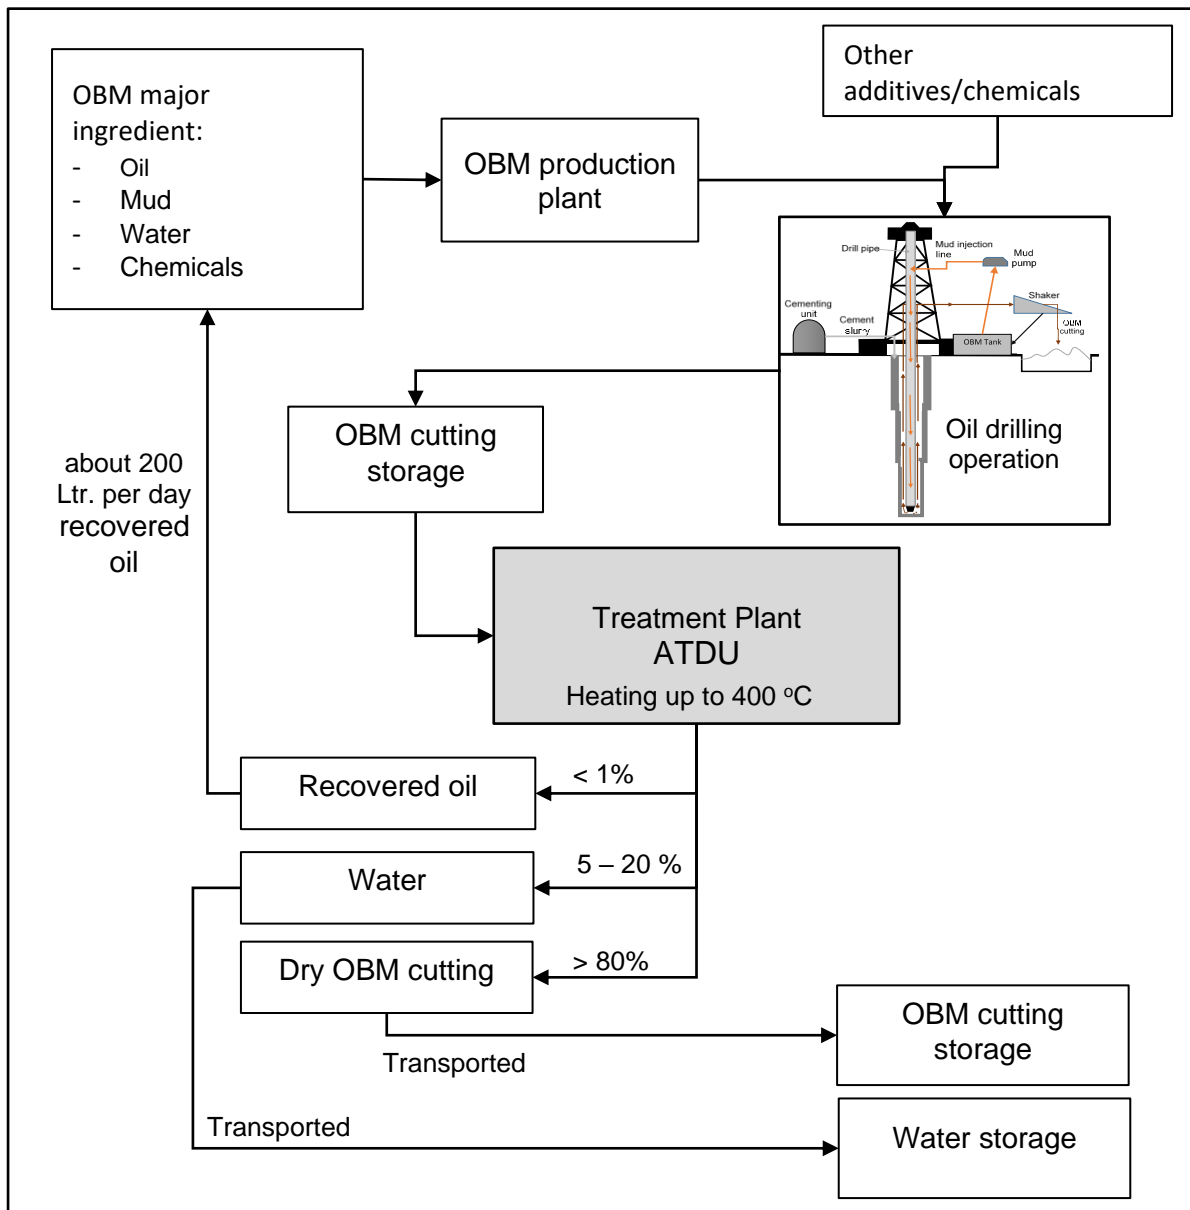 OBM major
ingredient:
- Oil
- Mud
- Water
- Chemicals
OBM production
plant
Other
additives/chemicals
Drill pipe
Mud injection
line
Mud
pump
Shaker
Cementing
unit
Cement
slurry
OBM Tank
OBM
cutting
Oil drilling
operation
OBM cutting
storage
about 200
Ltr. per day
recovered
oil
Treatment Plant
ATDU
Heating up to 400 ºC
Recovered oil
< 1%
Water
5 – 20 %
Dry OBM cutting
> 80%
Transported
OBM cutting
storage
Transported
Water storage